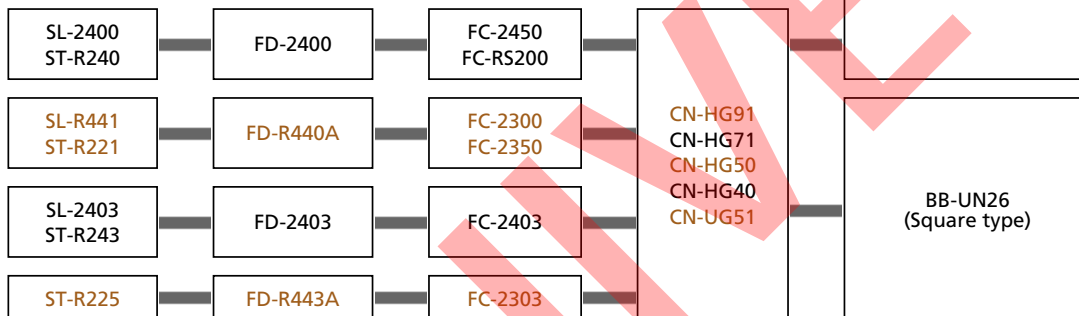 SL-2400
ST-R240
FD-2400
FC-2450
FC-RS200
SL-R441
ST-R221
FD-R440A
FC-2300
FC-2350
SL-2403
ST-R243
FD-2403
FC-2403
ST-R225
FD-R443A
FC-2303
CN-HG91
CN-HG71
CN-HG50
CN-HG40
CN-UG51
BB-UN26
(Square type)